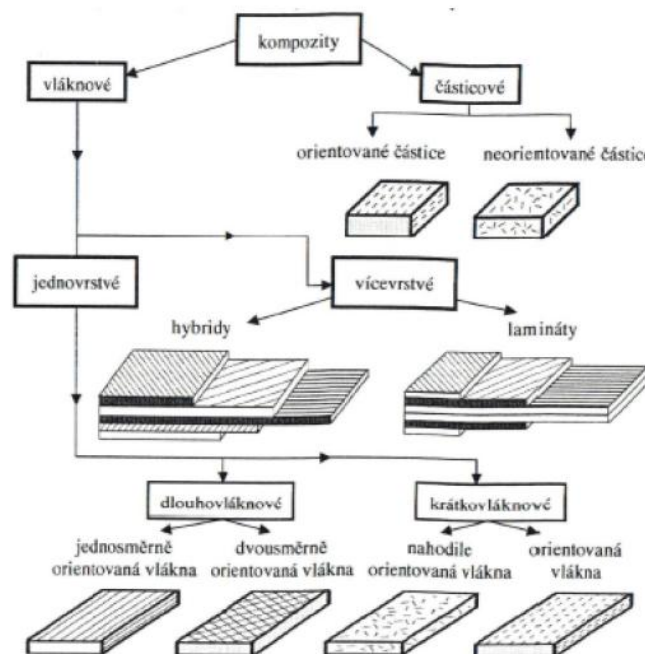 kompozity
vláknové
částicové
orientované částice
neorientované částice
jednovrstvé
vícevrstvé
hybridy
lamináty
dlouhovláknové
krátkovláknové
jednosměrně
orientovaná vlákna
dvousměrně
orientovaná vlákna
nahodile
orientovaná vlákna
orientovaná
vlákna